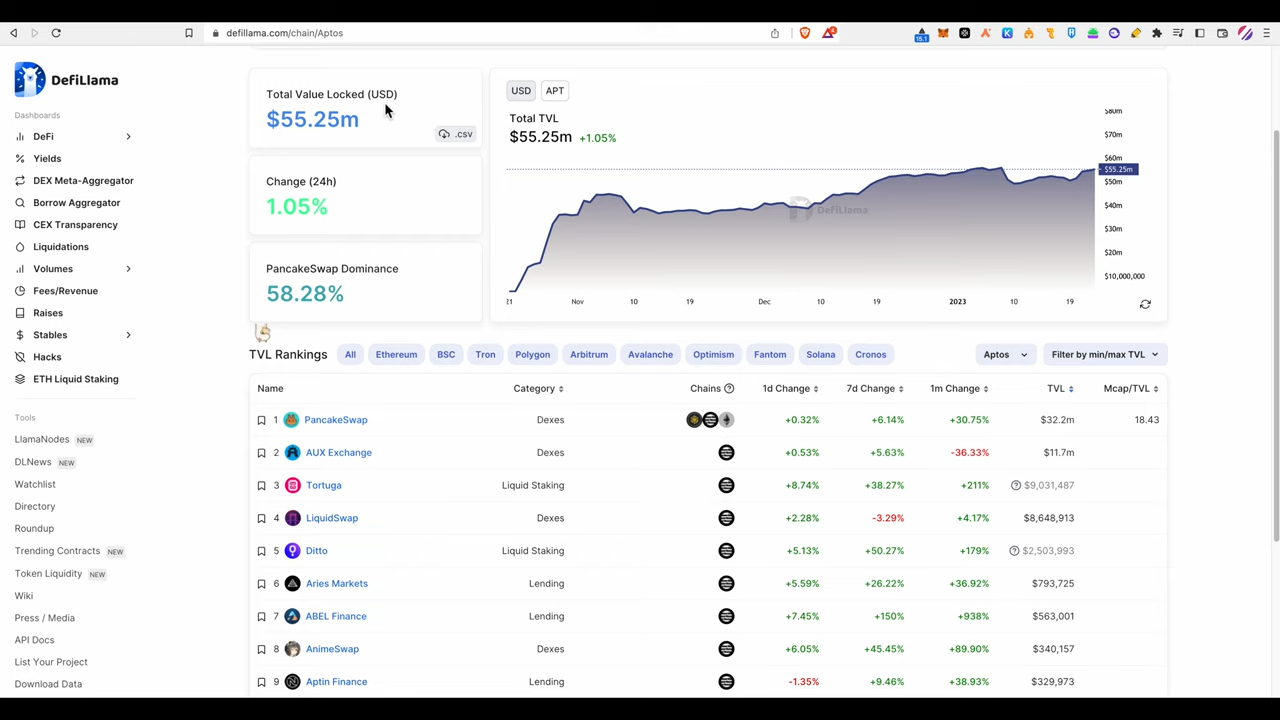 defillama.com/chain/Aptos
4
15.1
DefiLlama
Dashboards
DeFi
Yields
DEX Meta-Aggregator
Borrow Aggregator
CEX Transparency
Liquidations
Volumes
Fees/Revenue
Raises
Stables
Hacks
ETH Liquid Staking
Tools
LlamaNodes NEW
DLNews NEW
Watchlist
Directory
Roundup
Trending Contracts NEW
Token Liquidity NEW
Wiki
Press / Media
API Docs
List Your Project
Download Data
Total Value Locked (USD)
$55.25m
.csv
Change (24h)
1.05%
PancakeSwap Dominance
58.28%
USD APT
Total TVL
$55.25m +1.05%
$80m
$70m
$60m
$55.25m
$50m
$40m
$30m
$20m
$10,000,000
DefiLlama
21 Nov 10 19 Dec 10 19 2023 10 19
TVL Rankings All Ethereum BSC Tron Polygon Arbitrum Avalanche Optimism Fantom Solana Cronos Aptos Filter by min/max TVL
Name Category Chains 1d Change 7d Change 1m Change TVL Mcap/TVL
1 PancakeSwap Dexes +0.32% +6.14% +30.75% $32.2m 18.43
2 AUX Exchange Dexes +0.53% +5.63% -36.33% $11.7m
3 Tortuga Liquid Staking +8.74% +38.27% +211% $9,031,487
4 LiquidSwap Dexes +2.28% -3.29% +4.17% $8,648,913
5 Ditto Liquid Staking +5.13% +50.27% +179% $2,503,993
6 Aries Markets Lending +5.59% +26.22% +36.92% $793,725
7 ABEL Finance Lending +7.45% +150% +938% $563,001
8 AnimeSwap Dexes +6.05% +45.45% +89.90% $340,157
9 Aptin Finance Lending -1.35% +9.46% +38.93% $329,973